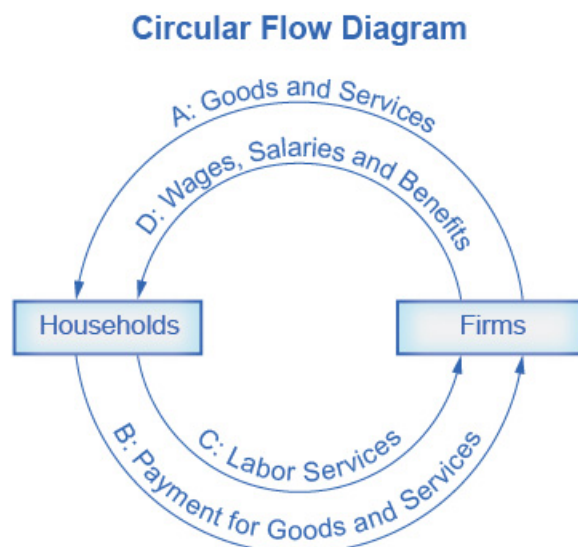 Circular Flow Diagram
A: Goods and Services
D: Wages, Salaries and Benefits
Households
Firms
C: Labor Services
B: Payment for Goods and Services